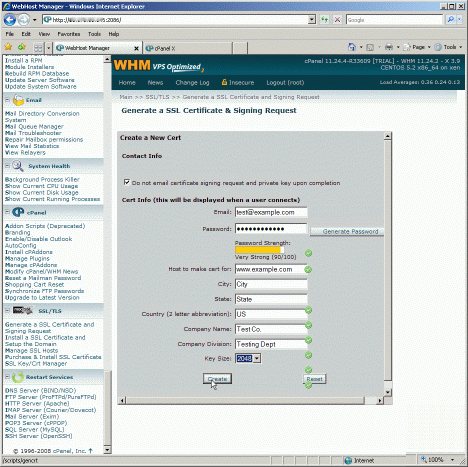 WebHost Manager - Windows Internet Explorer
http://
:2086/
Live Search
File Edit View Favorites Tools Help
WebHost Manager
cPanel X
Page Tools
Install a RPM
Module Installers
Rebuild RPM Database
Update Server Software
Update System Software
Email
Mail Directory Conversion
System
Mail Queue Manager
Mail Troubleshooter
Repair Mailbox permissions
View Mail Statistics
View Relayers
System Health
Background Process Killer
Show Current CPU Usage
Show Current Disk Usage
Show Current Running Processes
cPanel
Addon Scripts (Deprecated)
Branding
Enable/Disable Outlook
AutoConfig
Install cPAddons
Manage Plugins
Manage cPAddons
Modify cPanel/WHM News
Reset a Mailman Password
Shopping Cart Reset
Synchronize FTP Passwords
Upgrade to Latest Version
SSL/TLS
Generate a SSL Certificate and
Signing Request
Install a SSL Certificate and
Setup the Domain
Manage SSL Hosts
Purchase & Install SSL Certificate
SSL Key/Crt Manager
Restart Services
DNS Server (BIND/NSD)
FTP Server (ProFTPd/PureFTPd)
HTTP Server (Apache)
IMAP Server (Courier/Dovecot)
Mail Server (Exim)
POP3 Server (cPPOP)
SQL Server (MySQL)
SSH Server (OpenSSH)
© 1996-2008 cPanel, Inc.
WHM VPS Optimized
cPanel 11.24.4-R33609 [TRIAL] - WHM 11.24.2 - X 3.9
CENTOS 5.2 x86_64 on xen
Home News Change Log Insecure Logout (root)
Load Averages: 0.36 0.24 0.13
Main >> SSL/TLS >> Generate a SSL Certificate and Signing Request
Generate a SSL Certificate & Signing Request
Create a New Cert
Contact Info
Do not email certificate signing request and private key upon completion
Cert Info (this will be displayed when a user connects)
Email: test@example.com
Password: Generate Password
Password Strength:
Very Strong (90/100)
Host to make cert for: www.example.com
City: City
State: State
Country (2 letter abbreviation): US
Company Name: Test Co.
Company Division: Testing Dept
Key Size: 2048
Create Reset
/scripts/gencrt
Internet
100%